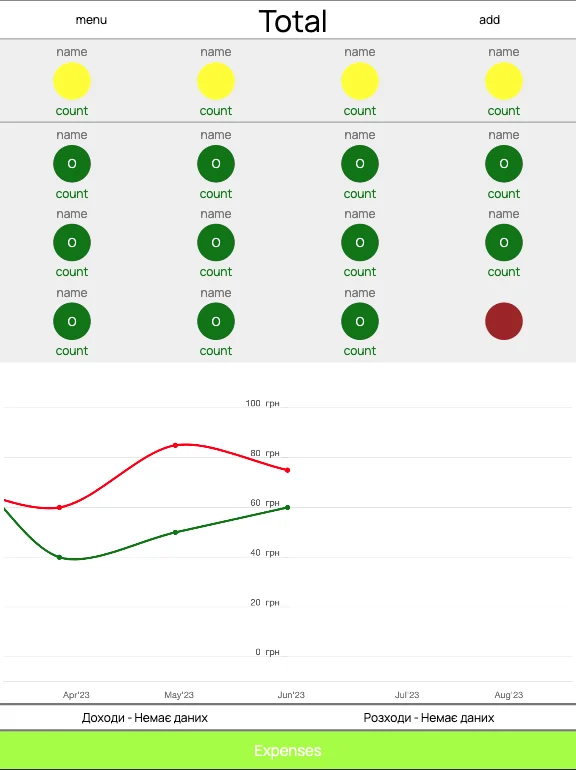 menu Total add
name name name name
count count count count
name name name name
O O O O
count count count count
name name name name
O O O O
count count count count
name name name
O O O
count count count
100 грн
80 грн
60 грн
40 грн
20 грн
0 грн
Apr'23 May'23 Jun'23 Jul'23 Aug'23
Доходи - Немає даних Розходи - Немає даних
Expenses